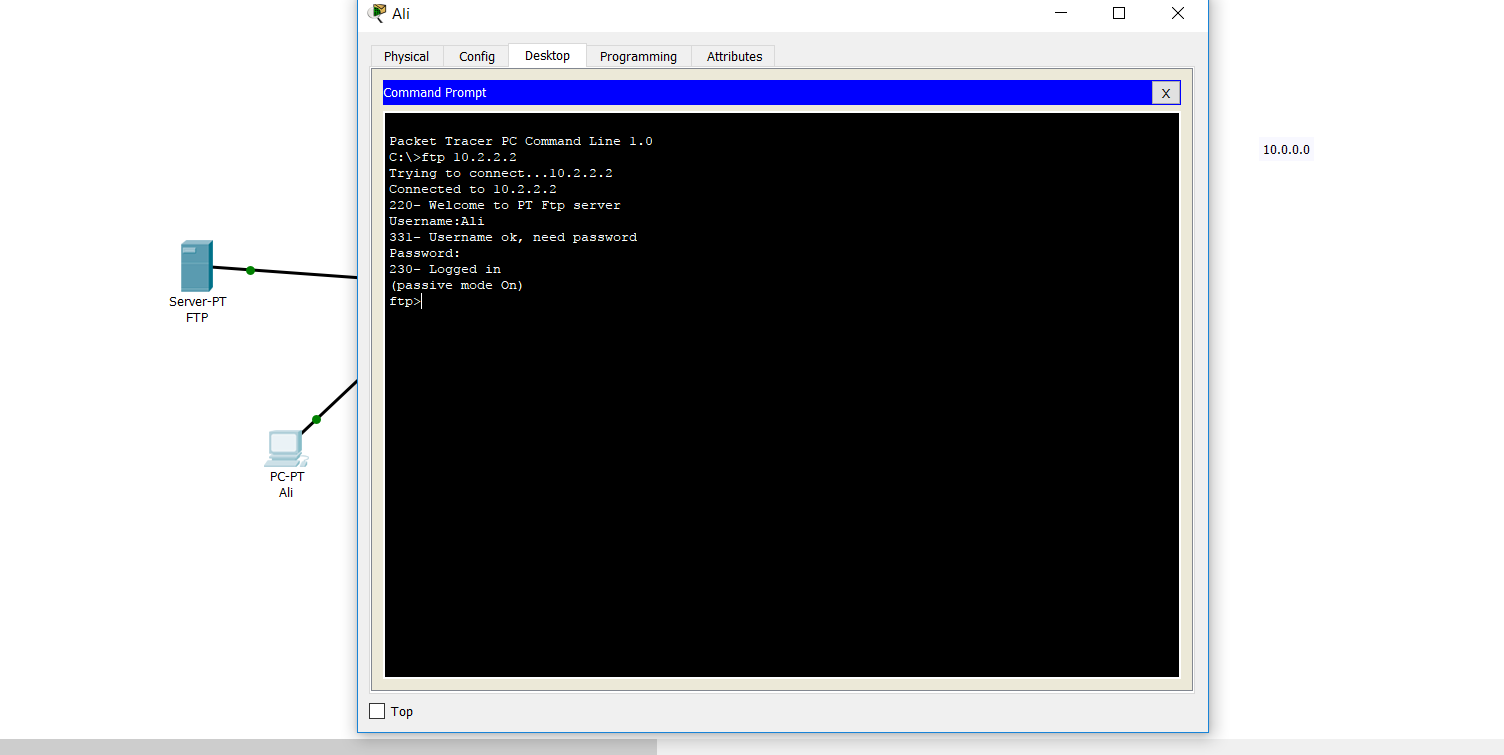 Ali
Physical
Config
Desktop
Programming
Attributes
Command Prompt
X
Packet Tracer PC Command Line 1.0
C:\>ftp 10.2.2.2
Trying to connect...10.2.2.2
Connected to 10.2.2.2
220- Welcome to PT Ftp server
Username:Ali
331- Username ok, need password
Password:
230- Logged in
(passive mode On)
ftp>
Top
10.0.0.0
Server-PT
FTP
PC-PT
Ali